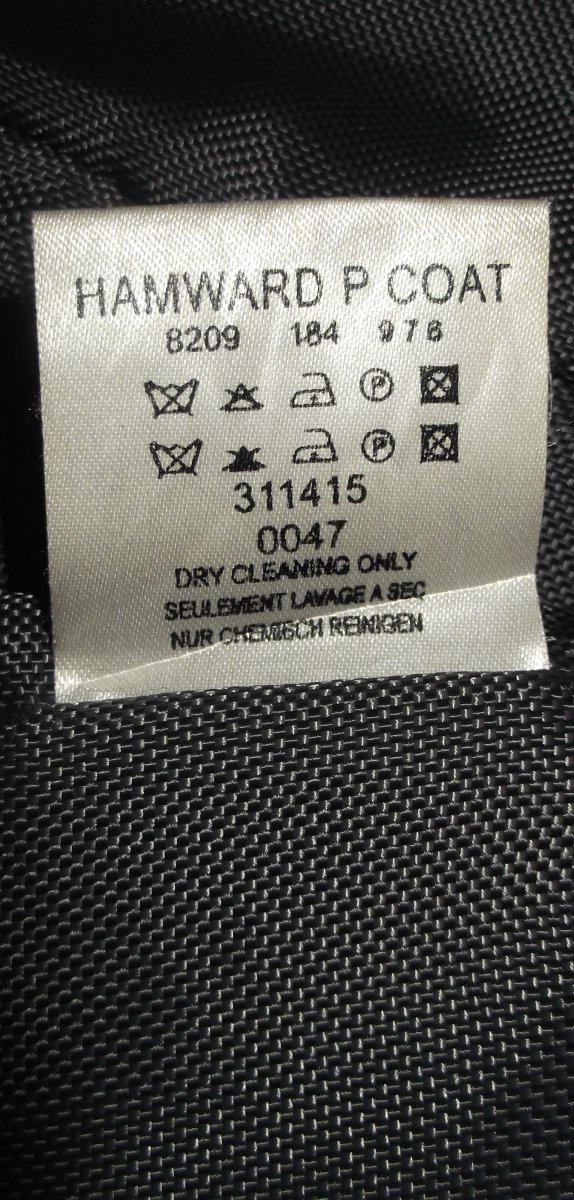 HAMWARD P COAT
8209 184 976
311415
0047
DRY CLEANING ONLY
SEULEMENT LAVAGE A SEC
NUR CHEMISCH REINIGEN